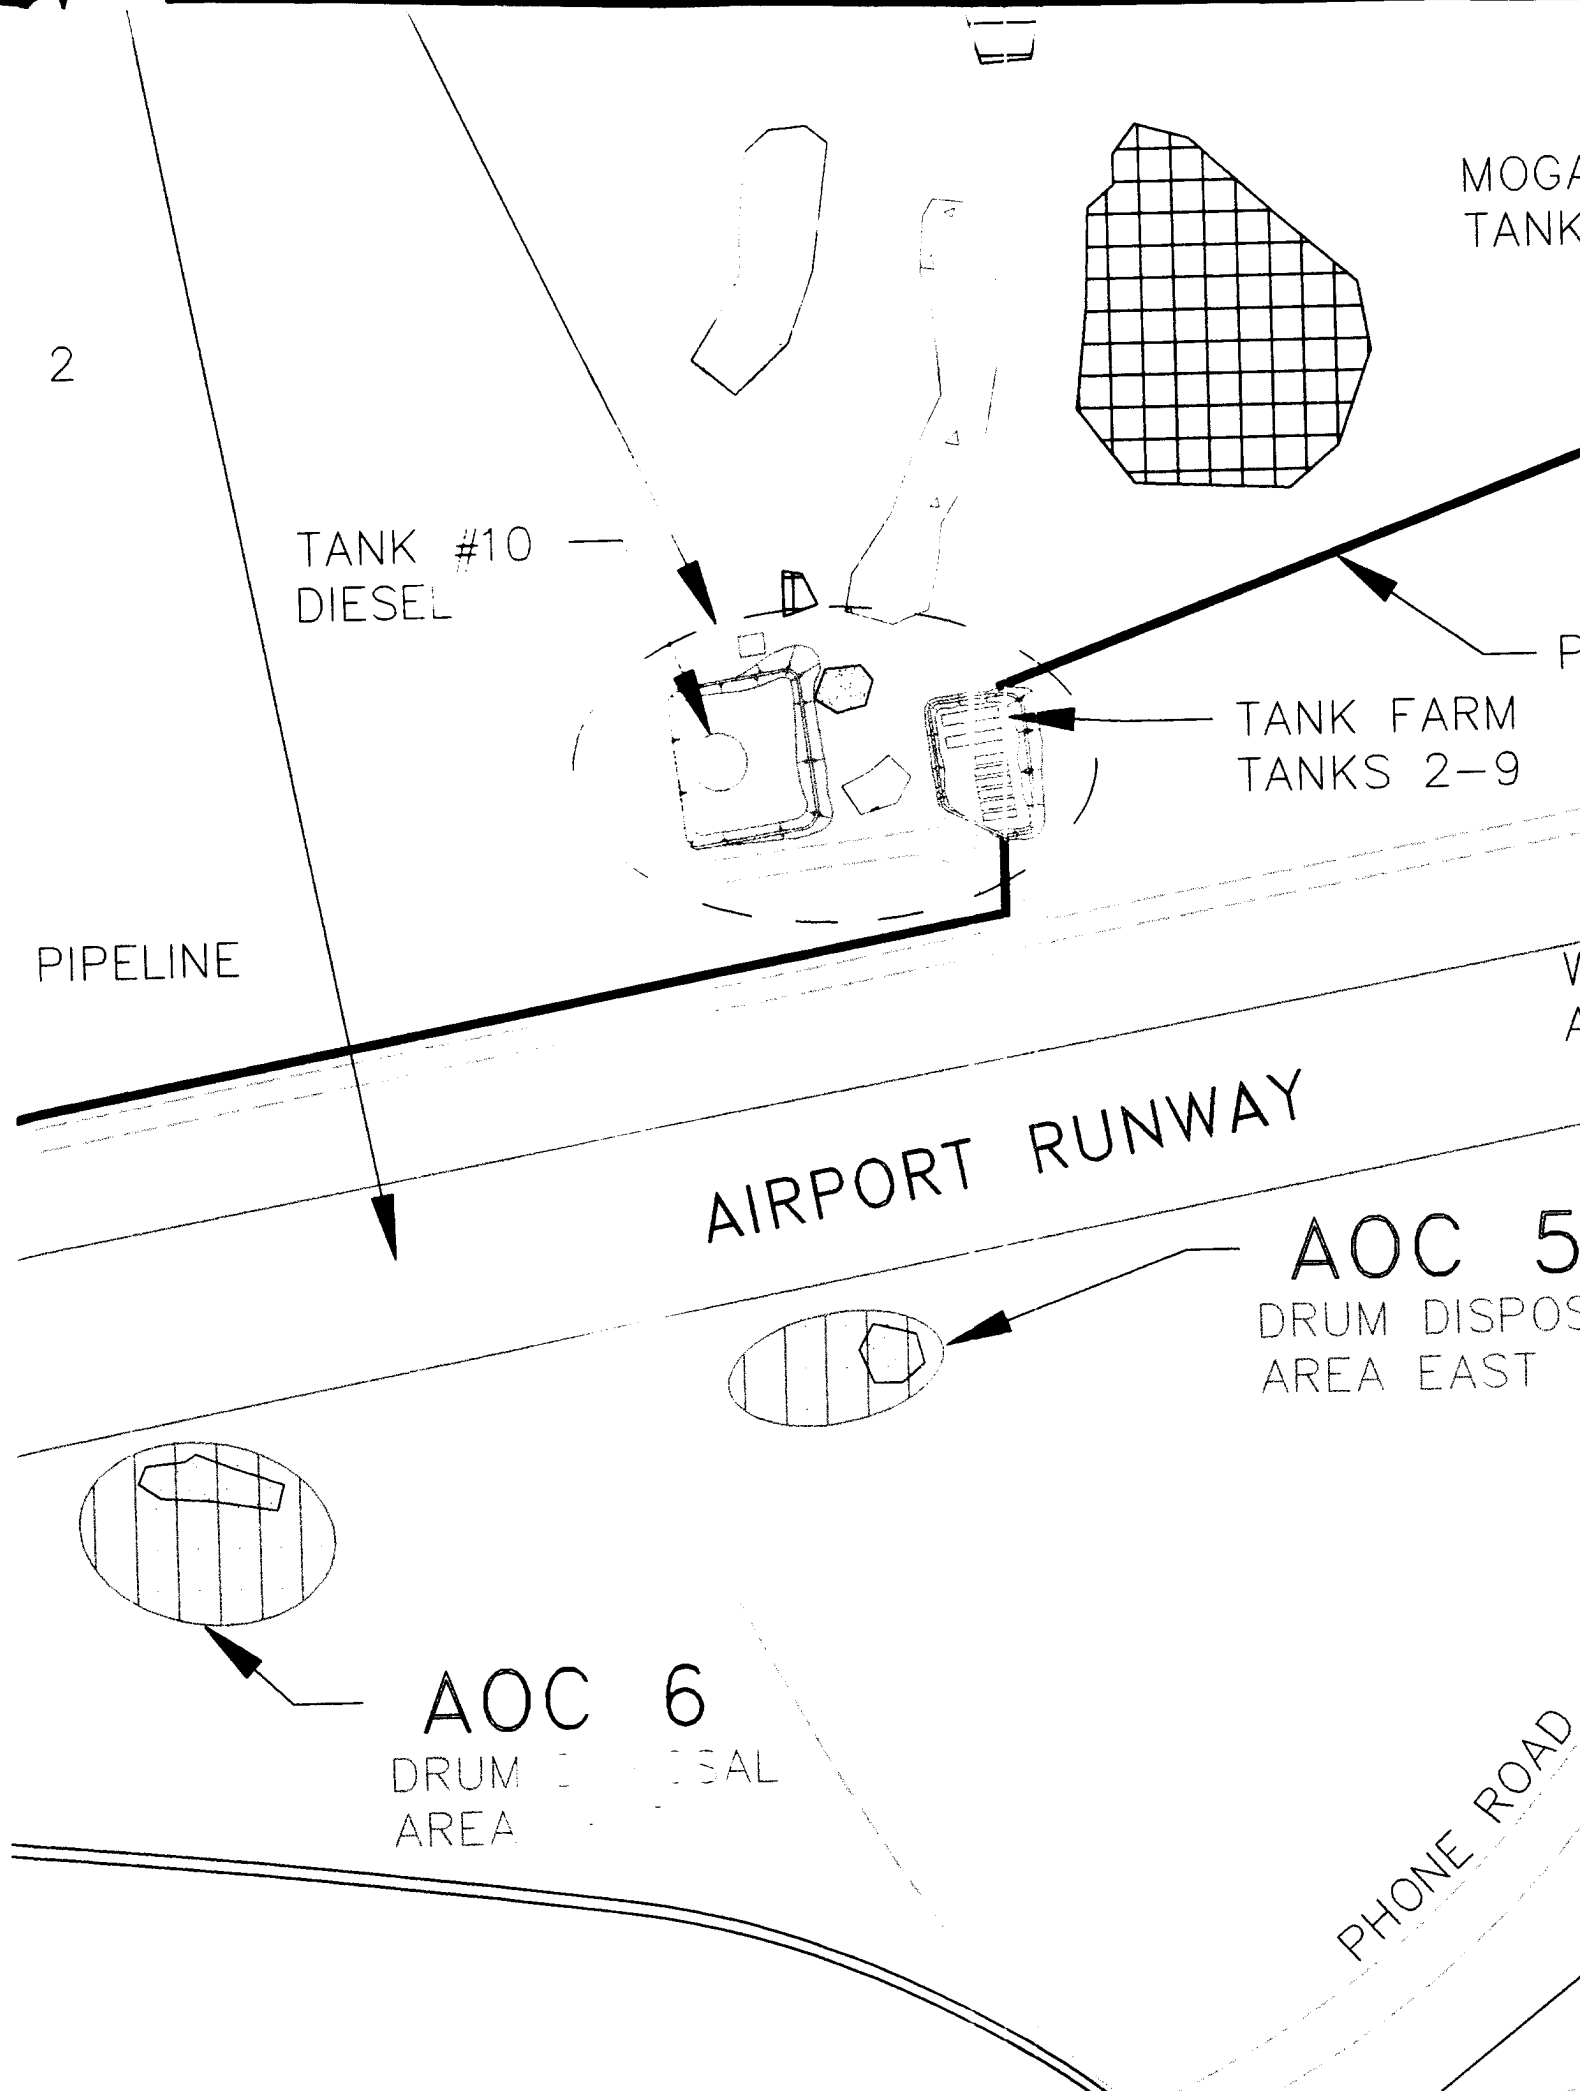 MOGA
TANK
2
TANK #10
DIESEL
P
TANK FARM
TANKS 2-9
PIPELINE
W
A
AIRPORT RUNWAY
AOC 5
DRUM DISPOS
AREA EAST
AOC 6
DRUM SAL
AREA
PHONE ROAD